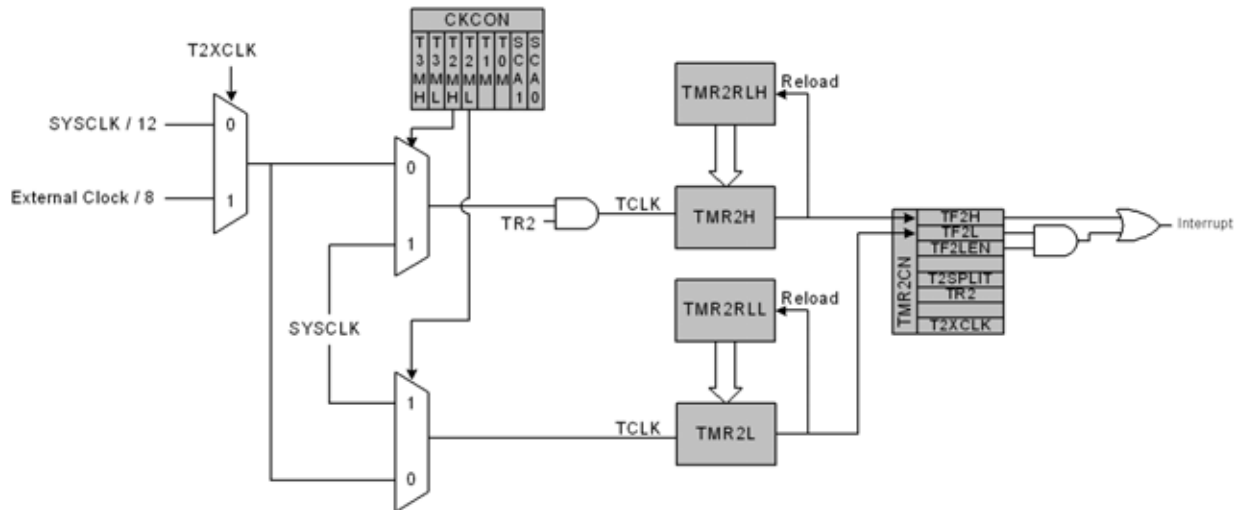 CKCON
T3MH
T3ML
T2MH
T2ML
T1M
T0M
SCA1
SCA0
T2XCLK
SYSCLK / 12
0
External Clock / 8
1
0
1
TR2
TCLK
TMR2RLH
Reload
TMR2H
SYSCLK
1
0
TCLK
TMR2RLL
Reload
TMR2L
TMR2CN
TF2H
TF2L
TF2LEN
T2SPLIT
TR2
T2XCLK
Interrupt